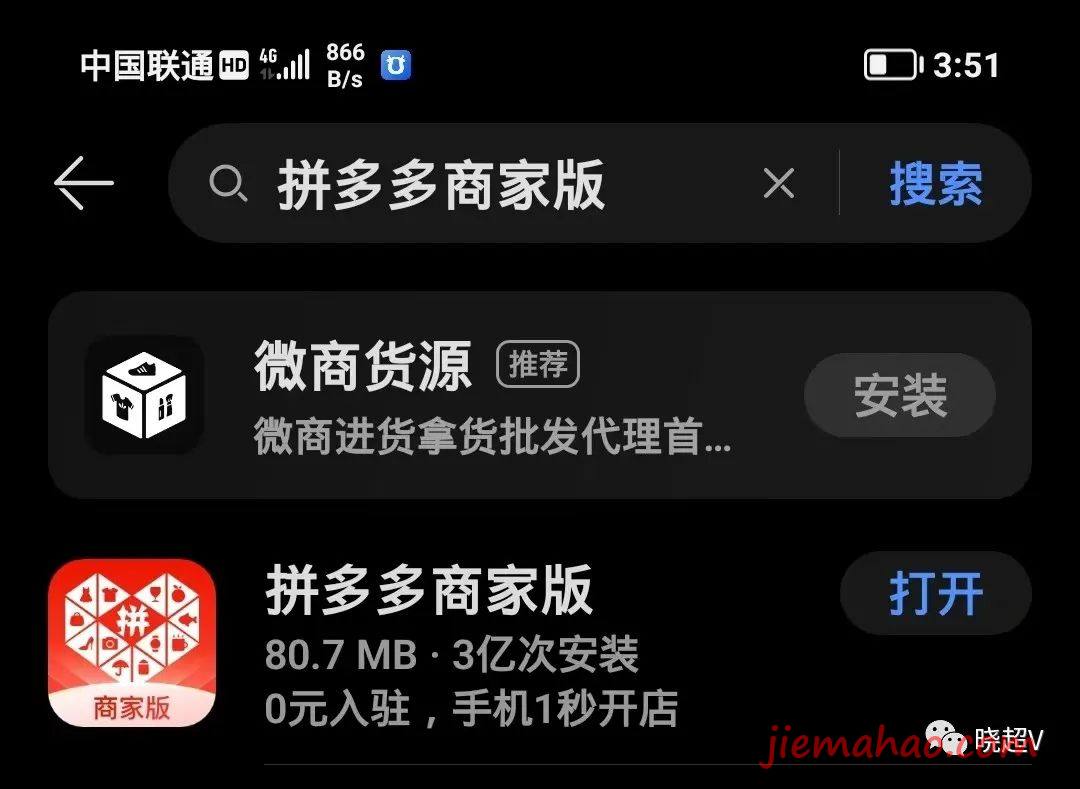 中国联通 HD 4G 866 B/s 3:51
拼多多商家版 搜索
微商货源 推荐
微商进货拿货批发代理首... 安装
拼多多商家版 打开
80.7 MB · 3亿次安装
0元入驻，手机1秒开店
拼
商家版
jiemahao.com
晓超V